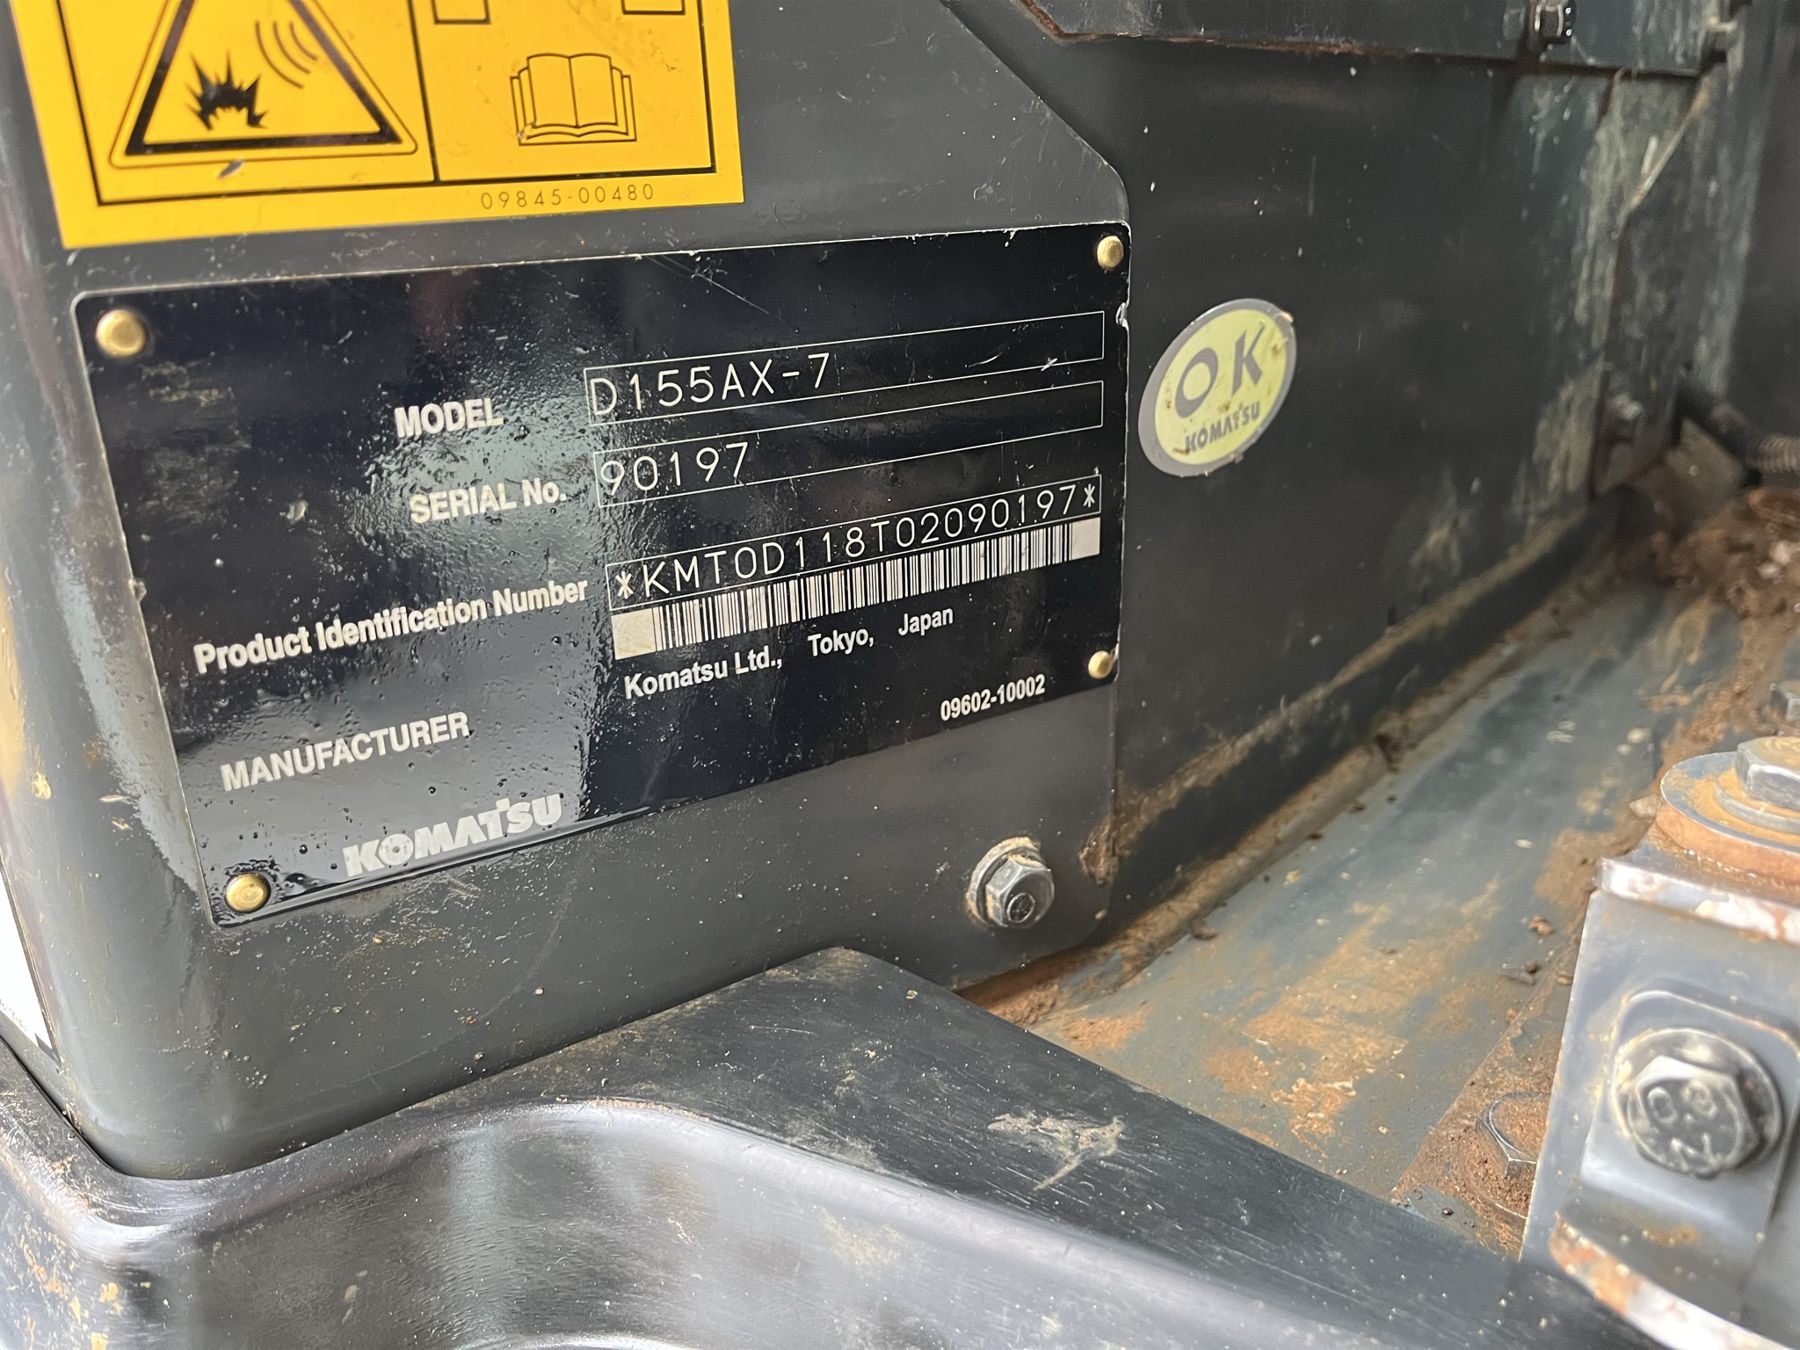 09845-00480
MODEL D155AX-7
SERIAL No. 90197
Product Identification Number *KMT0D118T02090197*
MANUFACTURER Komatsu Ltd., Tokyo, Japan
09602-10002
KOMATSU
OK
KOMATSU